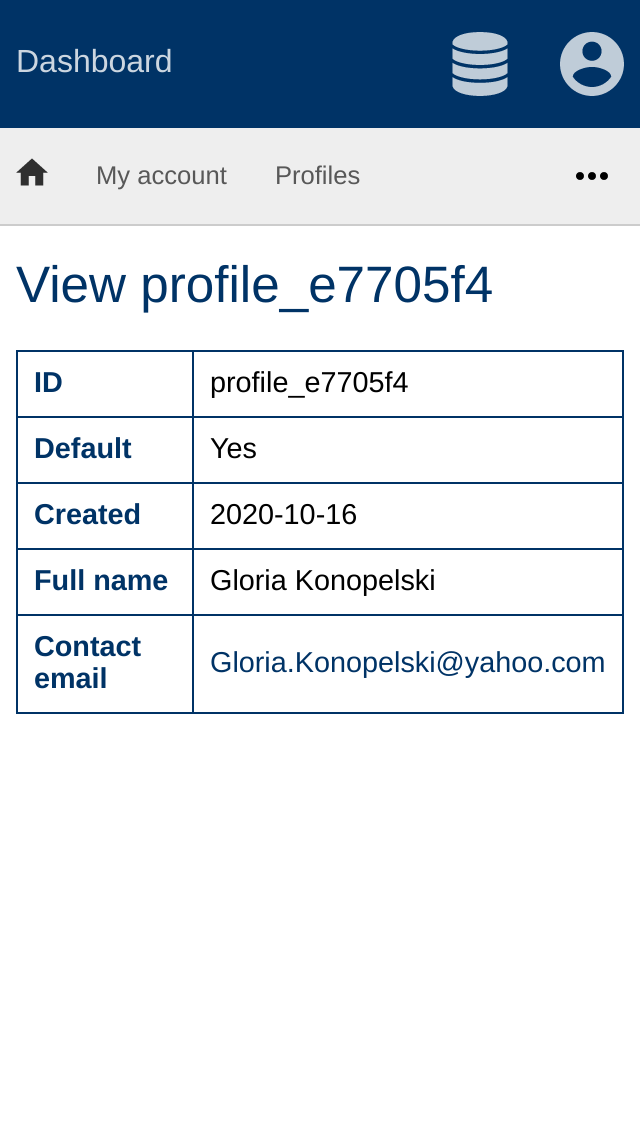 Dashboard
My account Profiles
View profile_e7705f4
ID profile_e7705f4
Default Yes
Created 2020-10-16
Full name Gloria Konopelski
Contact
email Gloria.Konopelski@yahoo.com